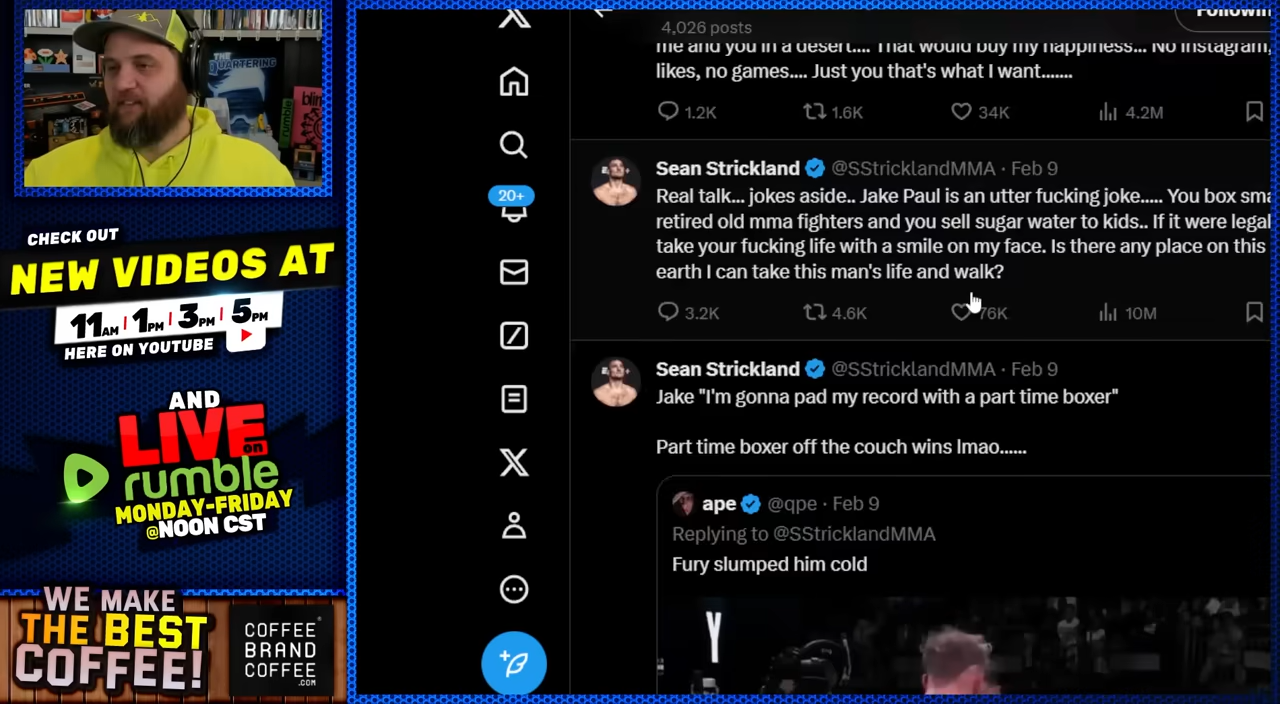 THE QUARTERING
rumble
CHECK OUT
NEW VIDEOS AT
11AM | 1PM | 3PM | 5PM
HERE ON YOUTUBE
AND
LIVE on
rumble
MONDAY-FRIDAY
@NOON CST
WE MAKE
THE BEST
COFFEE!
COFFEE
BRAND
COFFEE
.COM
20+
4,026 posts
me and you in a desert.... That would buy my happiness... No instagram,
likes, no games.... Just you that's what I want.......
1.2K 1.6K 34K 4.2M
Sean Strickland @SStricklandMMA · Feb 9
Real talk... jokes aside.. Jake Paul is an utter fucking joke..... You box
retired old mma fighters and you sell sugar water to kids.. If it were legal
take your fucking life with a smile on my face. Is there any place on this
earth I can take this man's life and walk?
3.2K 4.6K 76K 10M
Sean Strickland @SStricklandMMA · Feb 9
Jake "I'm gonna pad my record with a part time boxer"
Part time boxer off the couch wins lmao......
ape @qpe · Feb 9
Replying to @SStricklandMMA
Fury slumped him cold